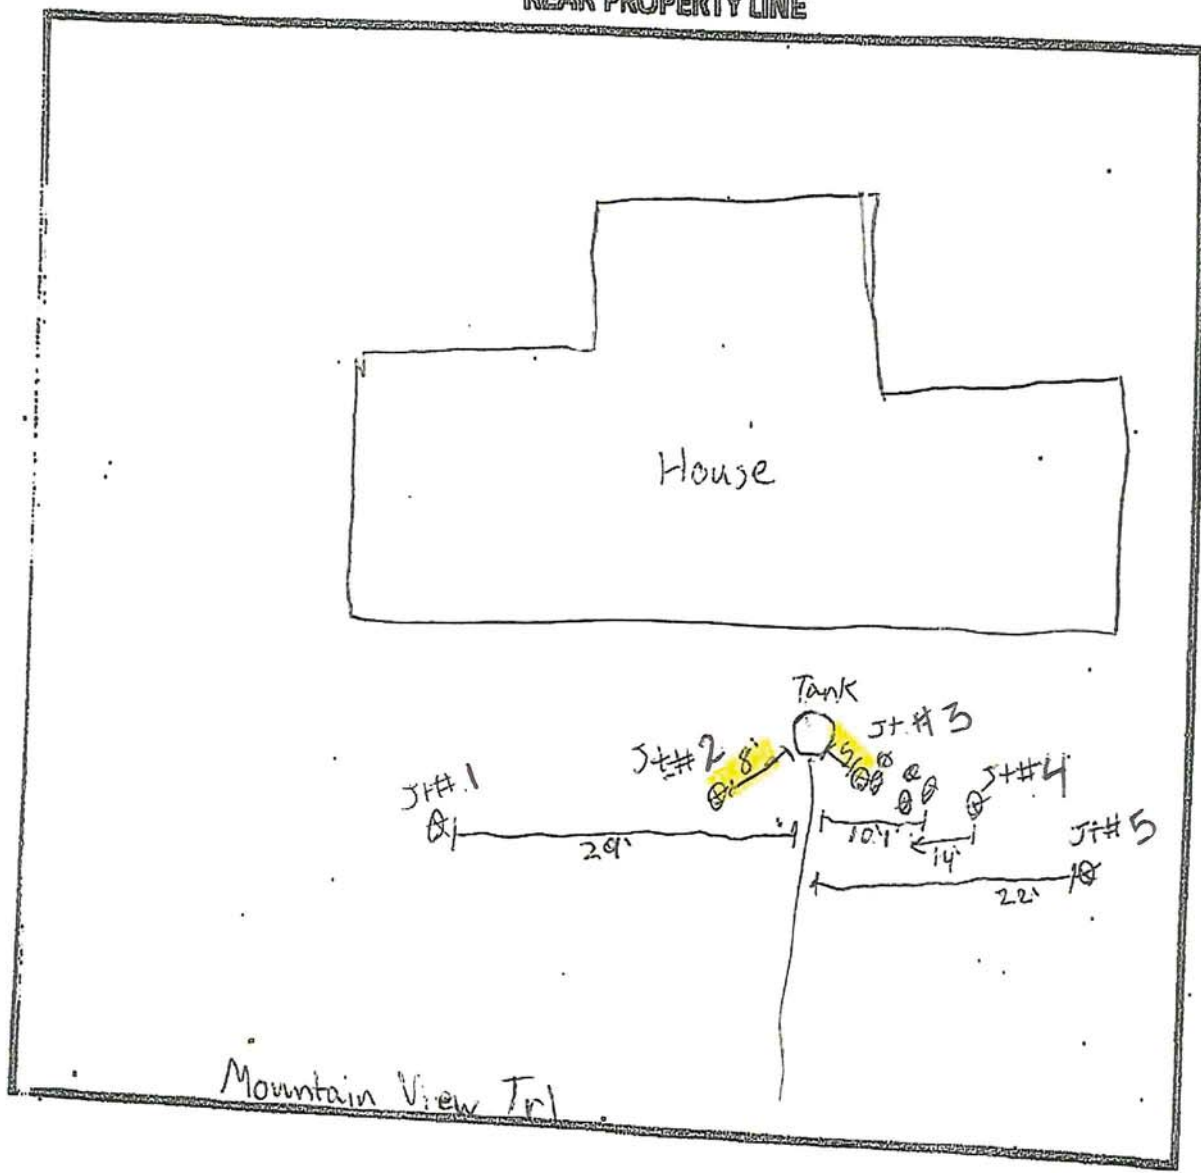 REAR PROPERTY LINE
House
Tank
Jt#3
Jt#2
8'
5'
Jt#4
Jt#1
29'
10'
14'
Jt#5
22'
Mountain View Trl